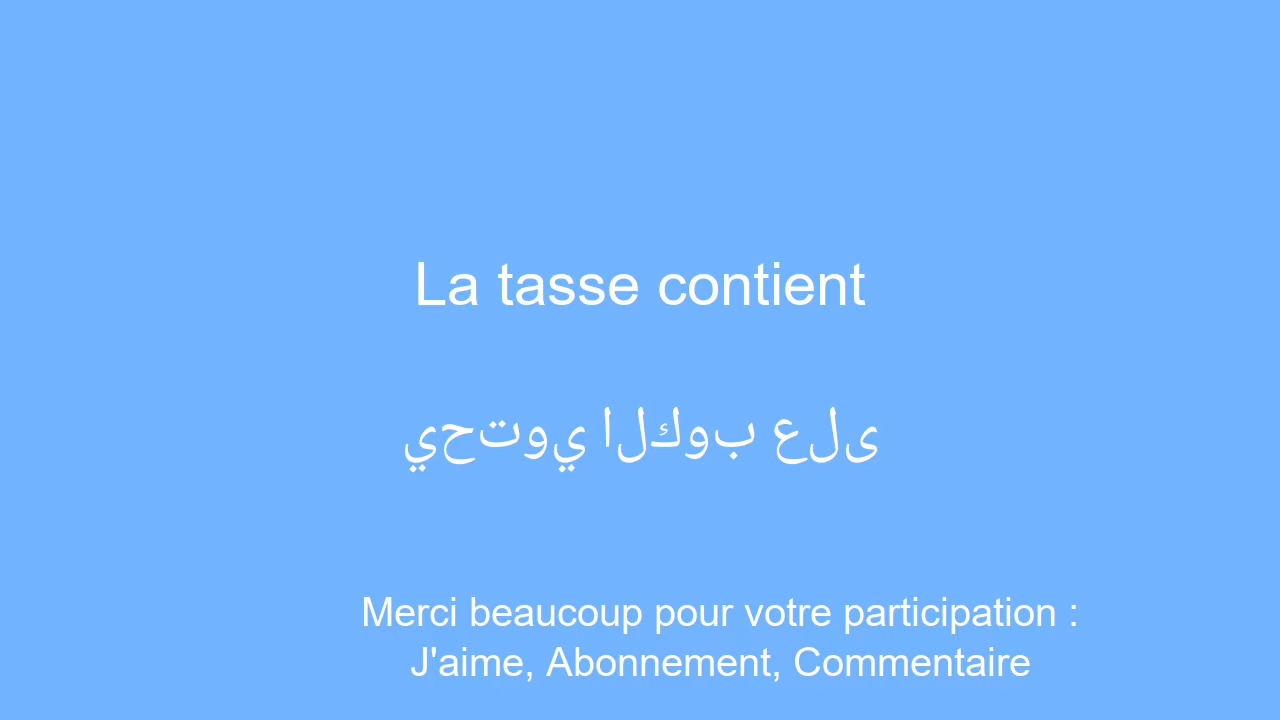 La tasse contient
يحتوي الكوب على
Merci beaucoup pour votre participation :
J'aime, Abonnement, Commentaire